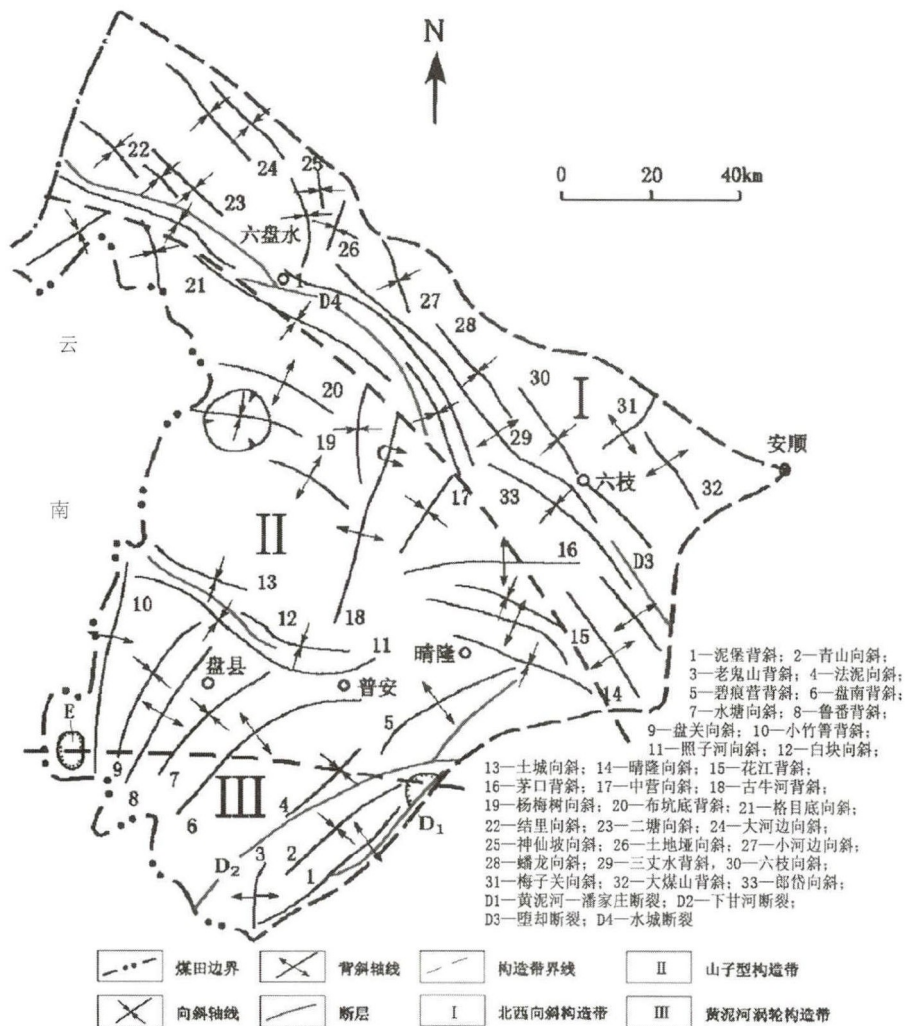 N
0 20 40km
22
24
25
23
六盘水
26
1
D4
21
27
28
云
20
30
I
31
安顺
19
29
六枝
32
南
17
33
II
16
D3
13
10
12
18
11
15
盘县
普安
晴隆
14
5
E
9
7
III
4
8
6
D₁
D₂
3
2
1
1—泥堡背斜；2—青山向斜；
3—老鬼山背斜；4—法泥向斜；
5—碧痕营背斜；6—盘南背斜；
7—水塘向斜；8—鲁番背斜；
9—盘关向斜；10—小竹箐背斜；
11—照子河向斜；12—白块向斜；
13—土城向斜；14—晴隆向斜；15—花江背斜；
16—茅口背斜；17—中营向斜；18—古牛河背斜；
19—杨梅树向斜；20—布坑底背斜；21—格目底向斜；
22—结里向斜；23—二塘向斜；24—大河边向斜；
25—神仙坡向斜；26—土地垭向斜；27—小河边向斜；
28—蟠龙向斜；29—三丈水背斜，30—六枝向斜；
31—梅子关向斜；32—大煤山背斜；33—郎岱向斜；
D1—黄泥河—潘家庄断裂；D2—下甘河断裂；
D3—堕却断裂；D4—水城断裂
煤田边界 背斜轴线 构造带界线 II 山子型构造带
向斜轴线 断层 I 北西向斜构造带 III 黄泥河涡轮构造带